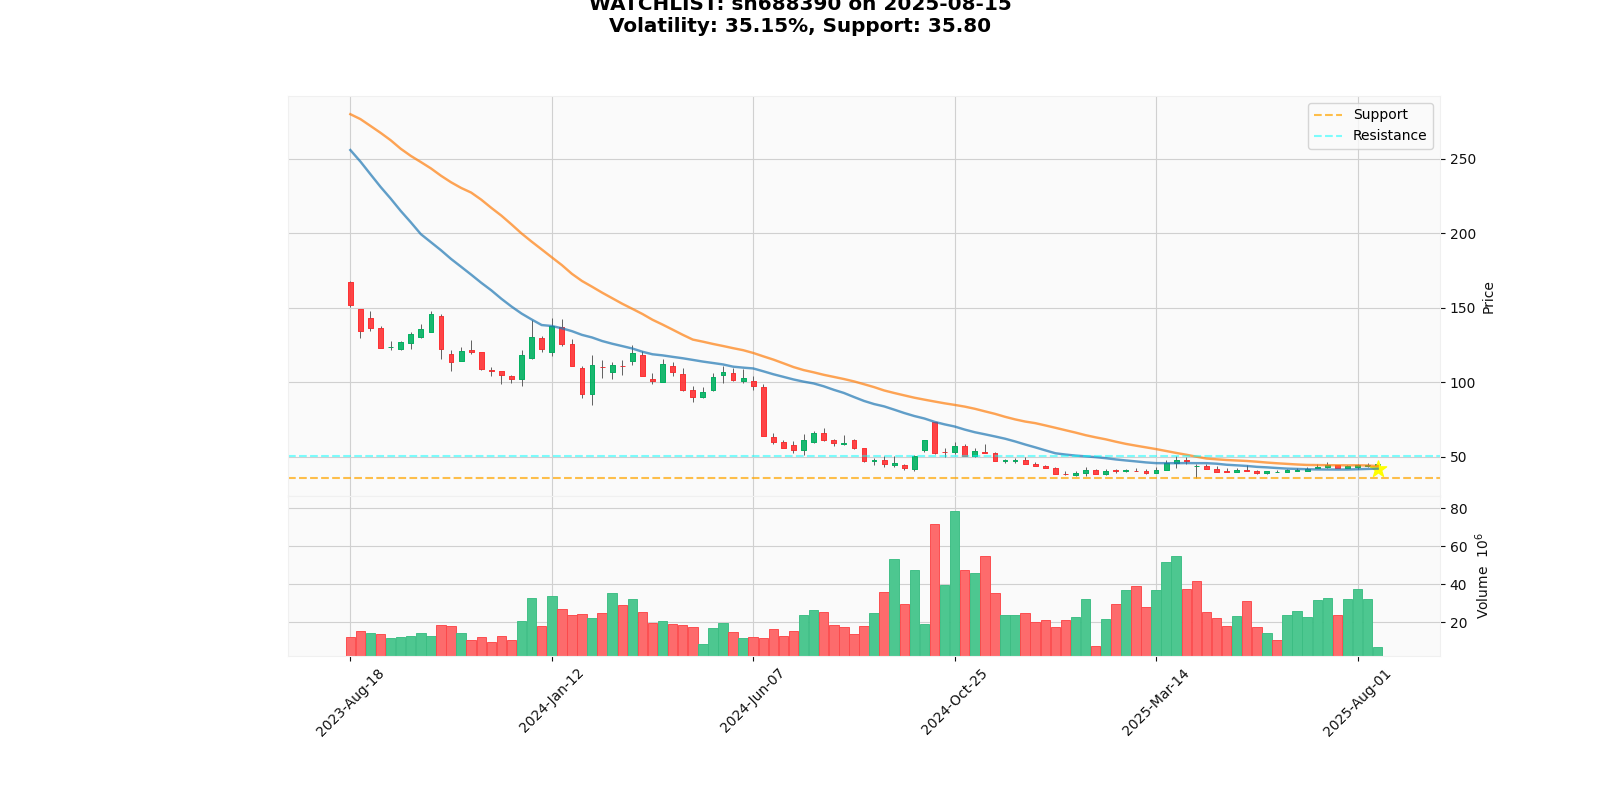 WATCHLIST: sh688390 on 2025-08-15
Volatility: 35.15%, Support: 35.80
Support
Resistance
250
200
150
100
50
Price
80
60
40
20
Volume 10⁶
2023-Aug-18
2024-Jan-12
2024-Jun-07
2024-Oct-25
2025-Mar-14
2025-Aug-01